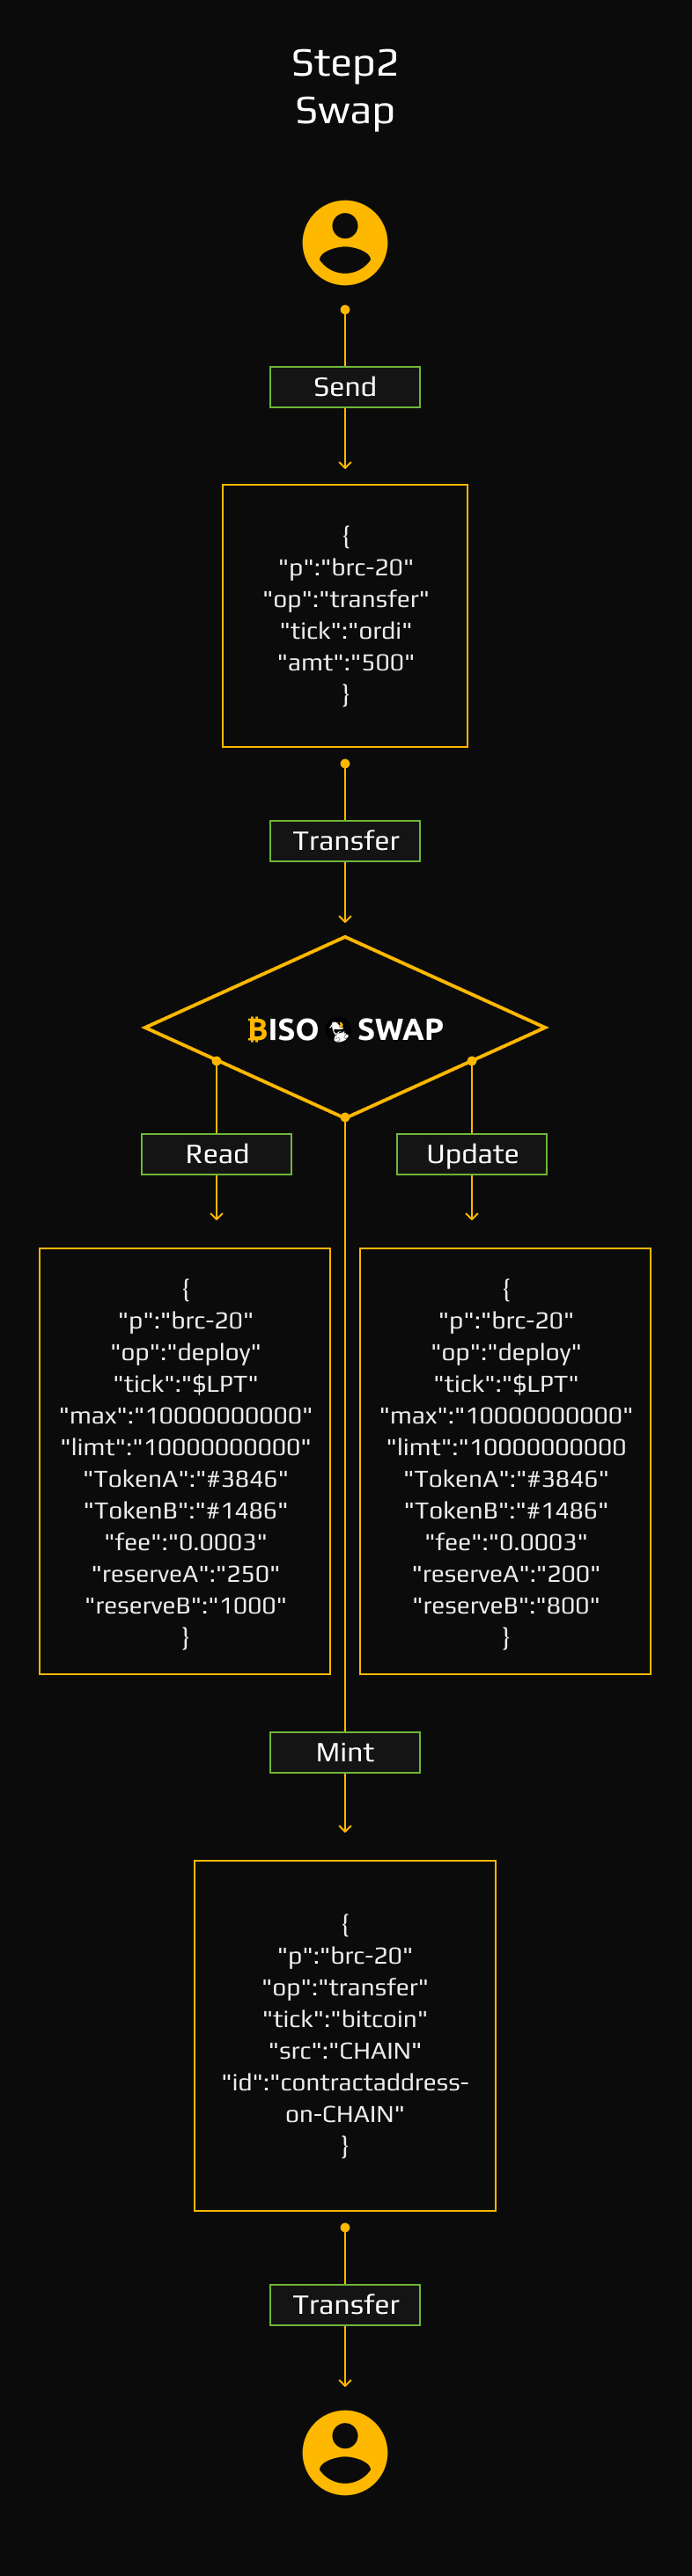 Step2
Swap
Send
{
"p":"brc-20"
"op":"transfer"
"tick":"ordi"
"amt":"500"
}
Transfer
BISO SWAP
Read
Update
{
"p":"brc-20"
"op":"deploy"
"tick":"$LPT"
"max":"10000000000"
"limt":"10000000000"
"TokenA":"#3846"
"TokenB":"#1486"
"fee":"0.0003"
"reserveA":"250"
"reserveB":"1000"
}
{
"p":"brc-20"
"op":"deploy"
"tick":"$LPT"
"max":"10000000000"
"limt":"10000000000
"TokenA":"#3846"
"TokenB":"#1486"
"fee":"0.0003"
"reserveA":"200"
"reserveB":"800"
}
Mint
{
"p":"brc-20"
"op":"transfer"
"tick":"bitcoin"
"src":"CHAIN"
"id":"contractaddress-
on-CHAIN"
}
Transfer